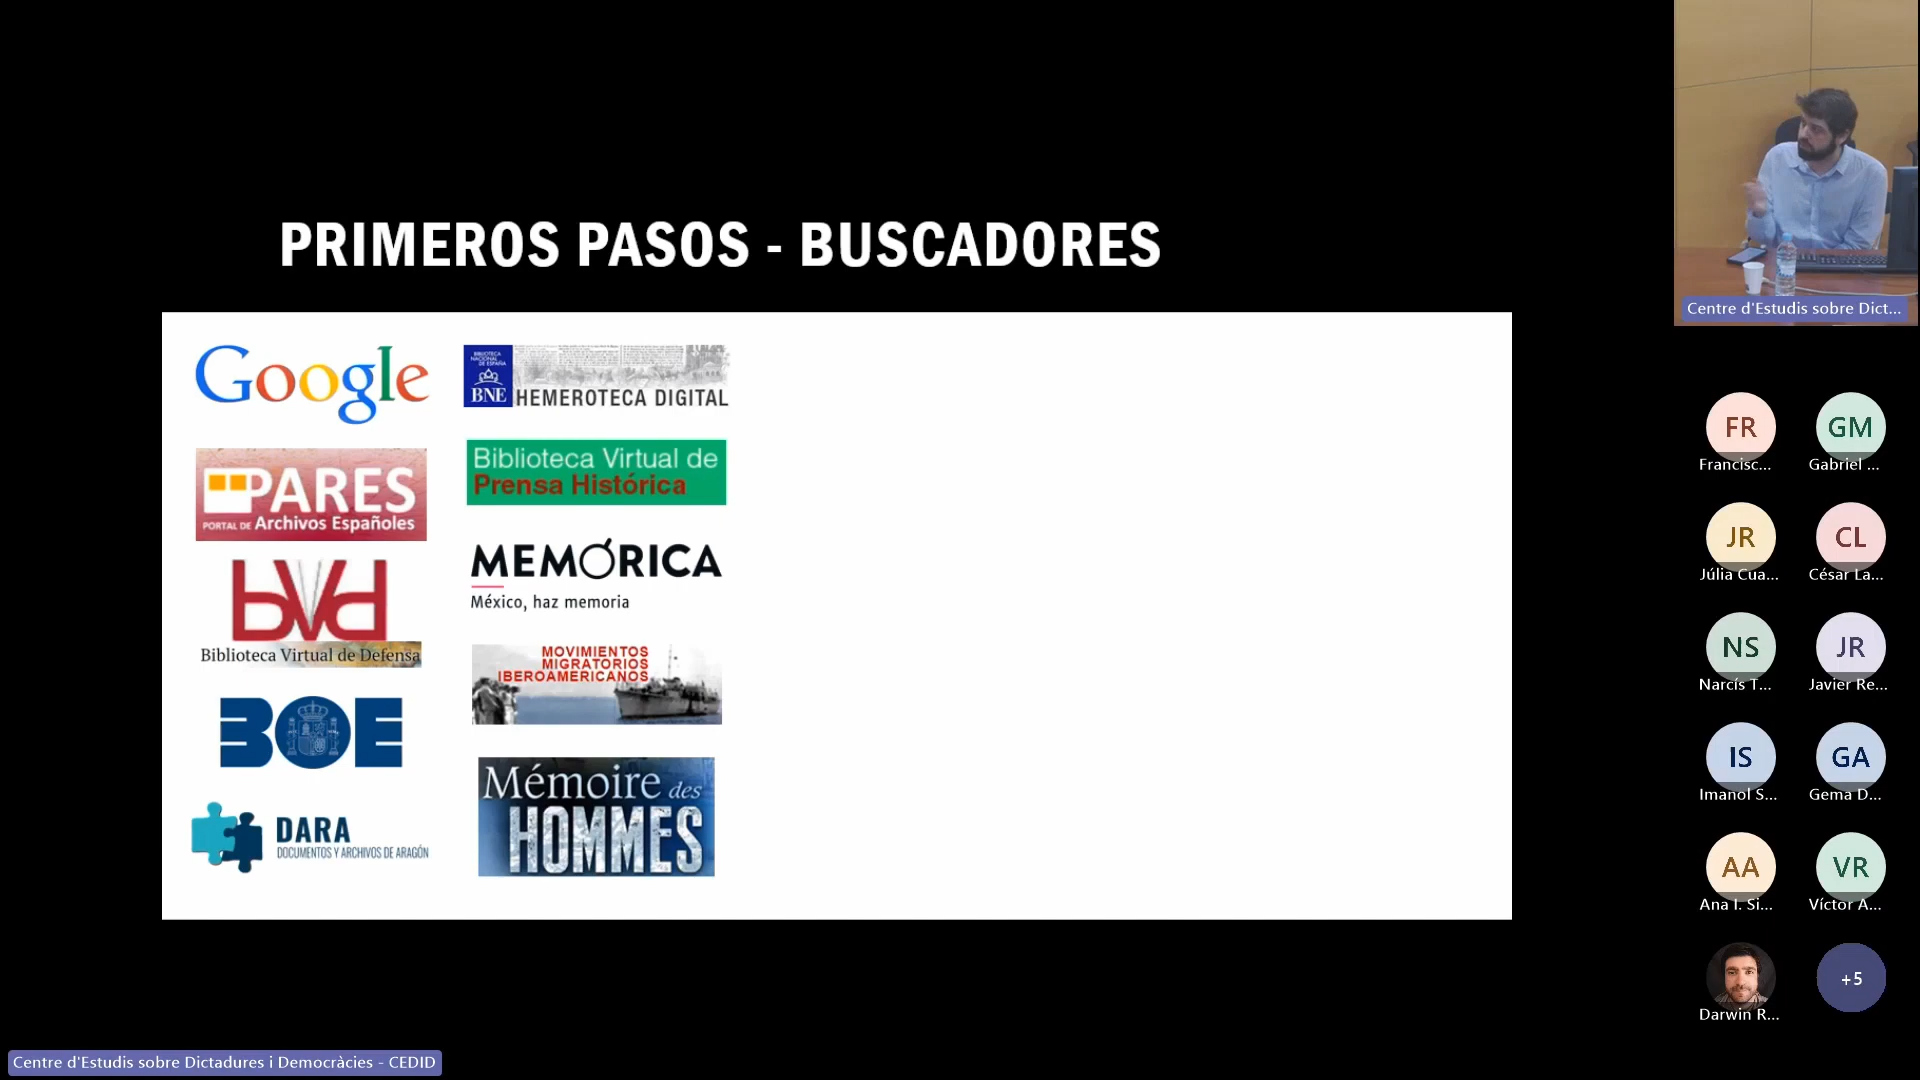 PRIMEROS PASOS - BUSCADORES
Google
PARES
PORTAL DE Archivos Españoles
bVd
Biblioteca Virtual de Defensa
BOE
DARA
DOCUMENTOS Y ARCHIVOS DE ARAGÓN
BIBLIOTECA
NACIONAL
DE ESPAÑA
BNE
HEMEROTECA DIGITAL
Biblioteca Virtual de
Prensa Histórica
MEMÓRICA
México, haz memoria
MOVIMIENTOS
MIGRATORIOS
IBEROAMERICANOS
Mémoire des
HOMMES
Centre d'Estudis sobre Dict...
FR
Francisc...
GM
Gabriel ...
JR
Júlia Cua...
CL
César La...
NS
Narcís T...
JR
Javier Re...
IS
Imanol S...
GA
Gema D...
AA
Ana I. Si...
VR
Víctor A...
Darwin R...
+5
Centre d'Estudis sobre Dictadures i Democràcies - CEDID